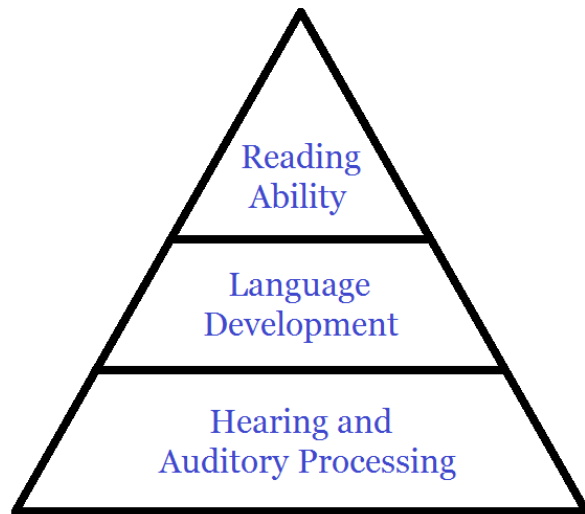 Reading
Ability
Language
Development
Hearing and
Auditory Processing